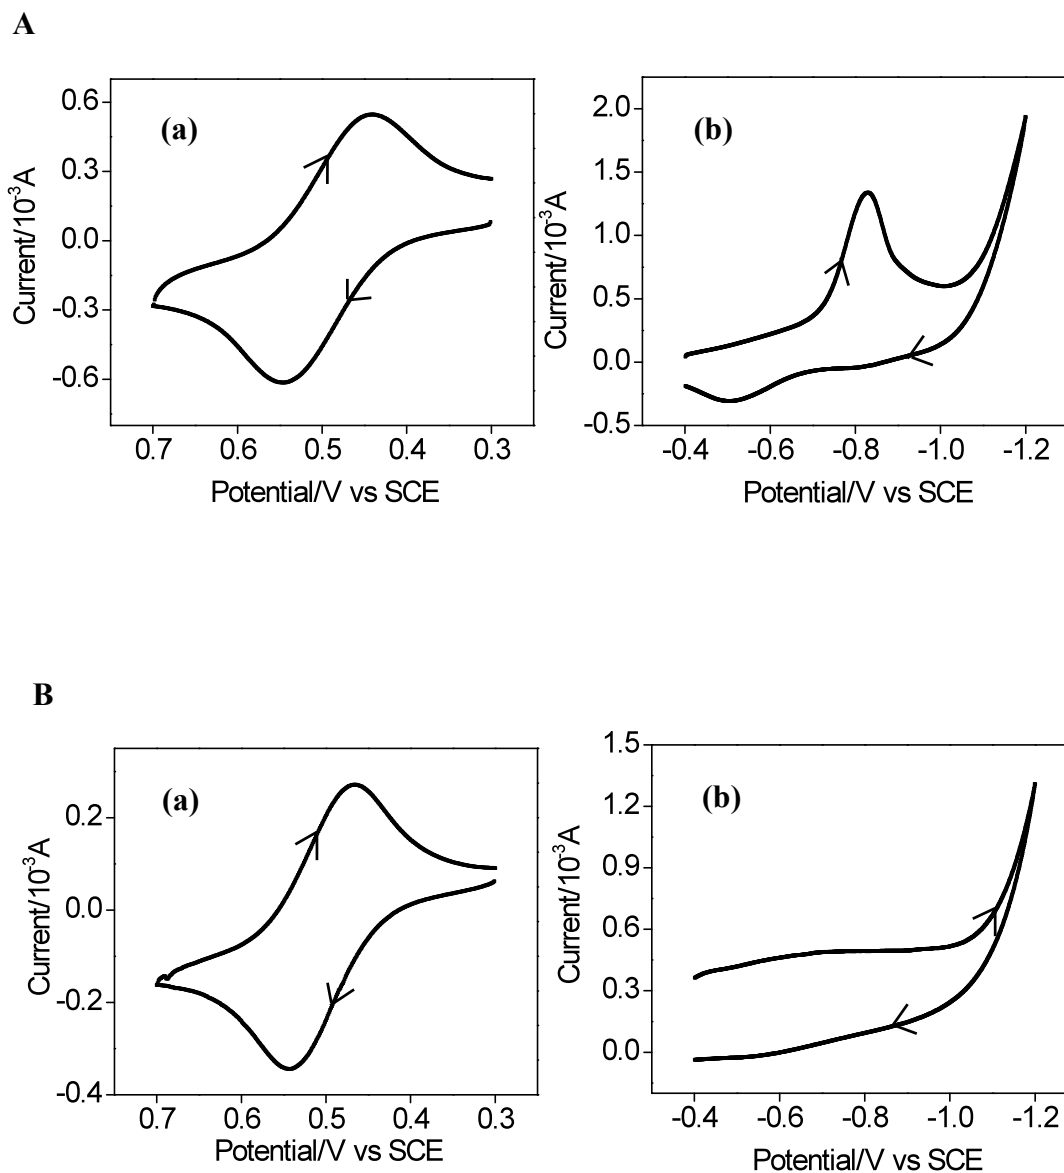 A
(a)
0.6
0.3
0.0
-0.3
-0.6
Current/10⁻³A
0.7 0.6 0.5 0.4 0.3
Potential/V vs SCE
(b)
2.0
1.5
1.0
0.5
0.0
-0.5
Current/10⁻³A
-0.4 -0.6 -0.8 -1.0 -1.2
Potential/V vs SCE
B
(a)
0.2
0.0
-0.2
-0.4
Current/10⁻³A
0.7 0.6 0.5 0.4 0.3
Potential/V vs SCE
(b)
1.5
1.2
0.9
0.6
0.3
0.0
Current/10⁻³A
-0.4 -0.6 -0.8 -1.0 -1.2
Potential/V vs SCE